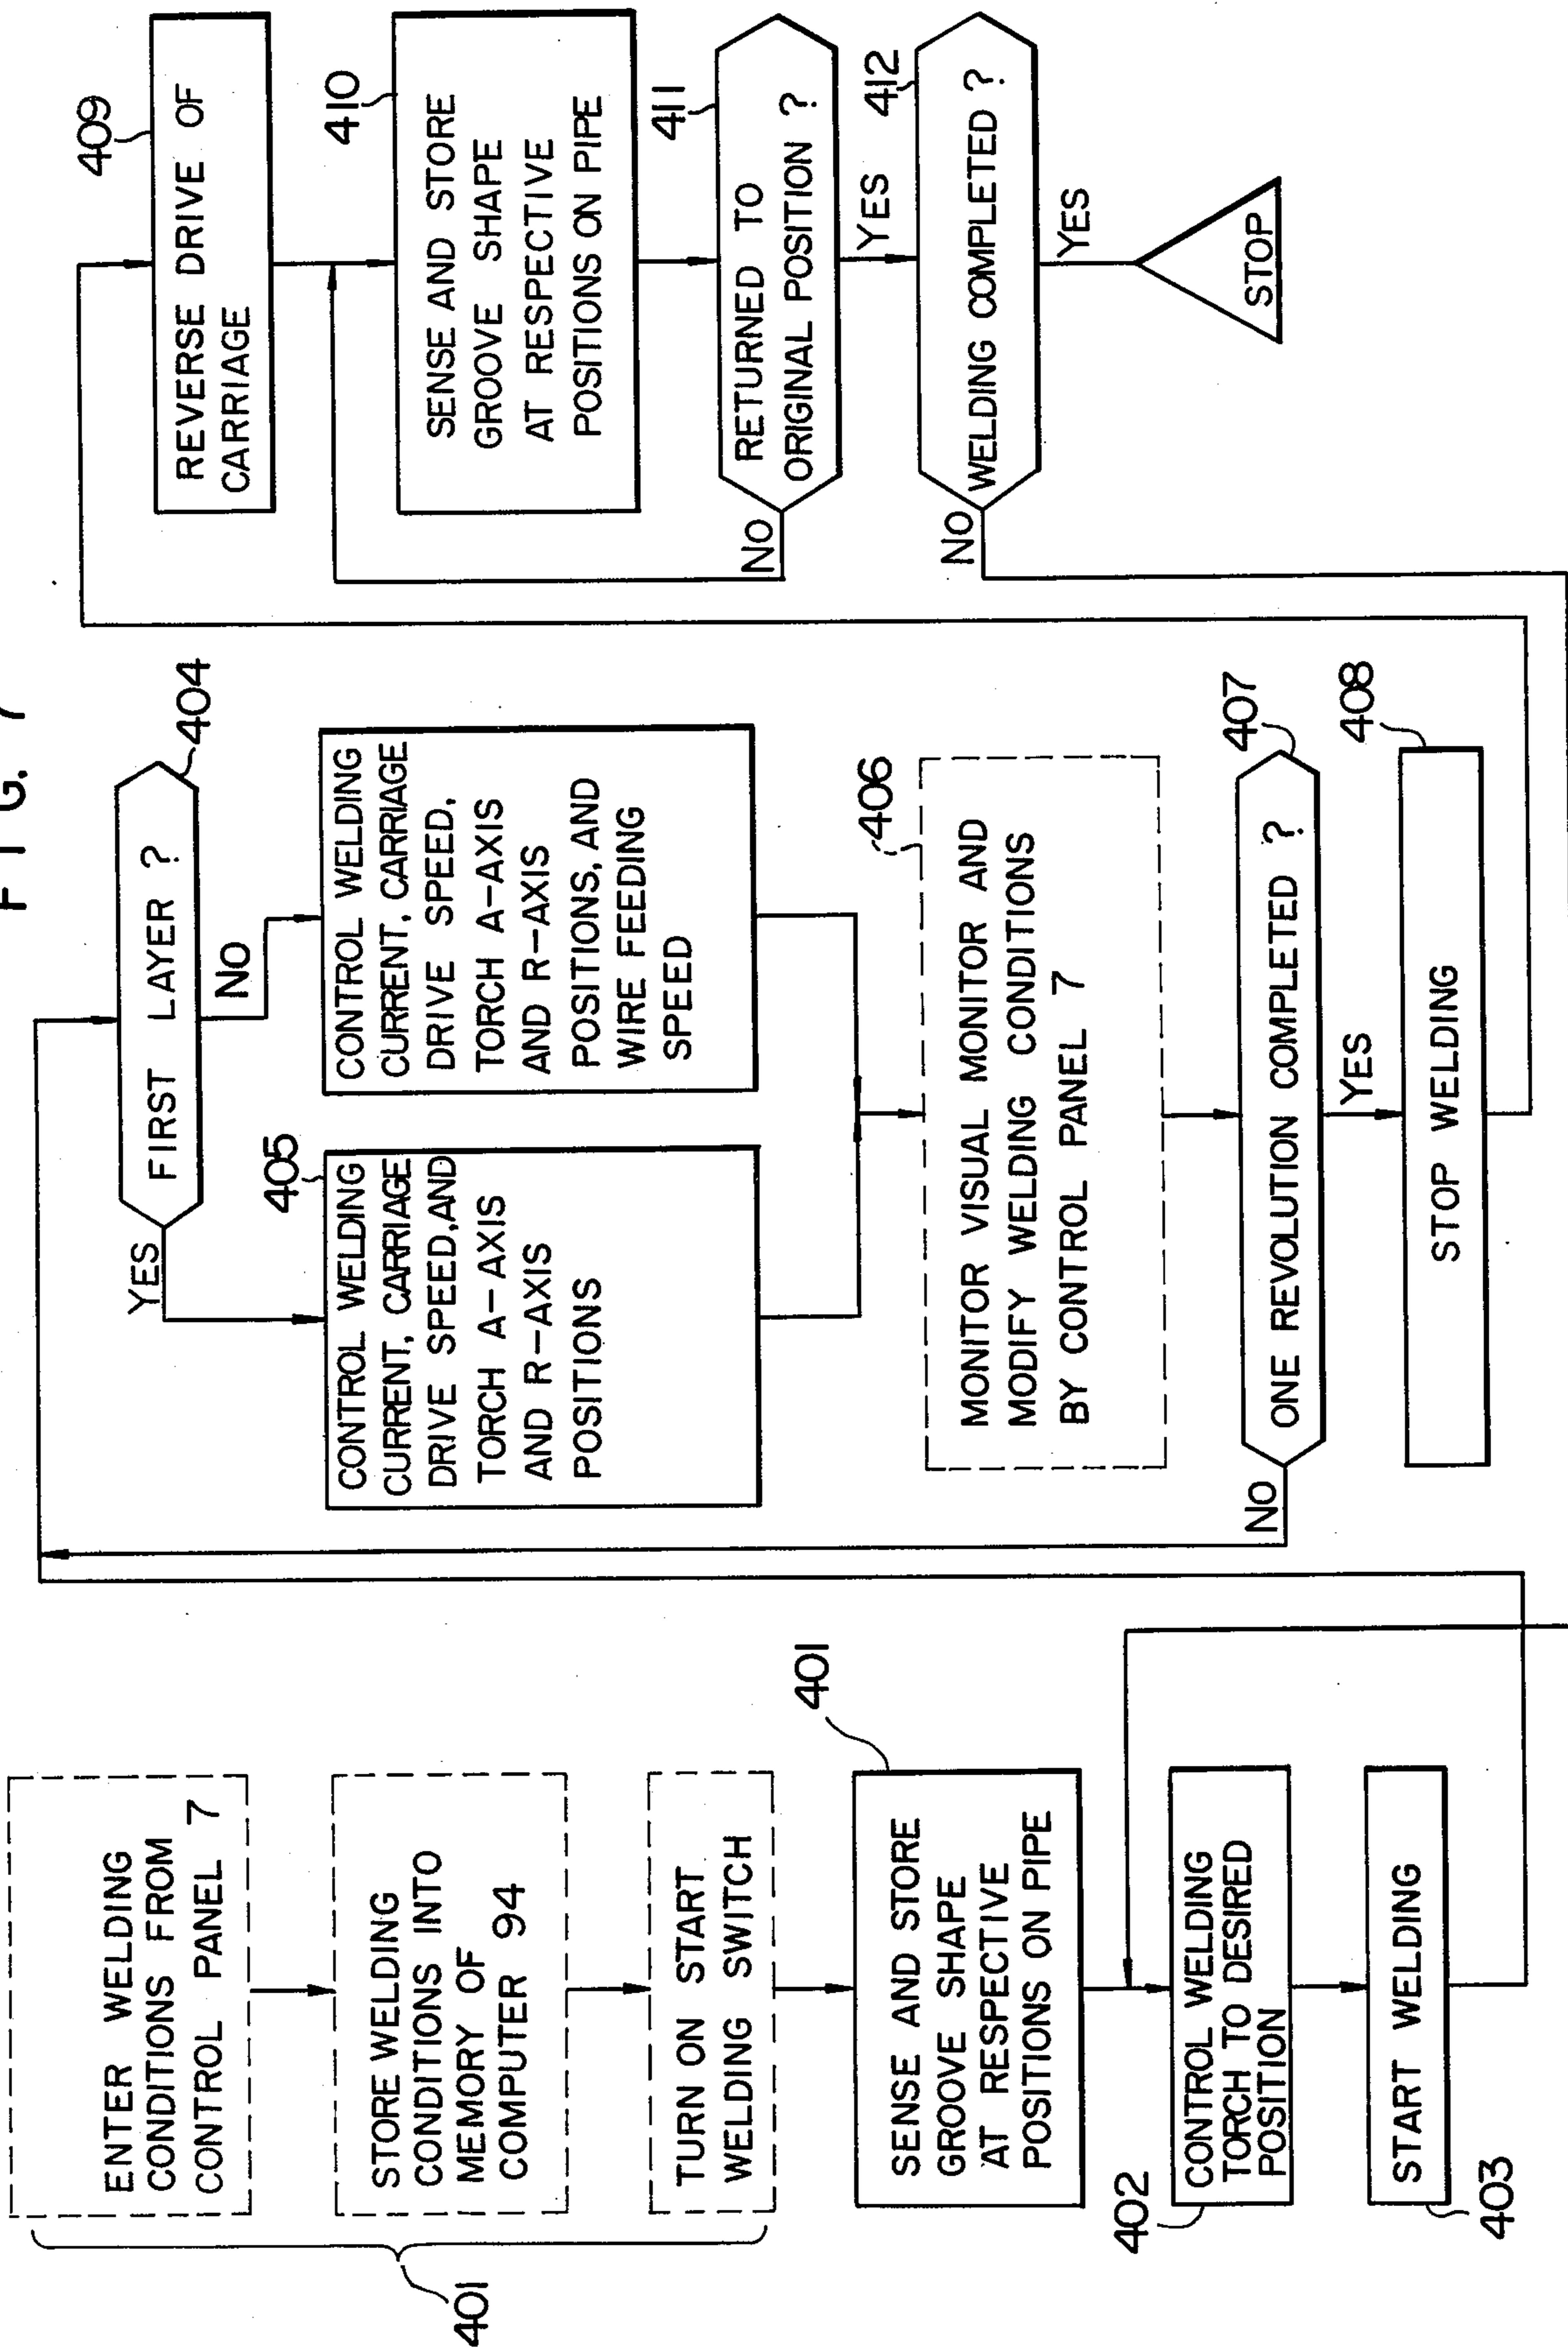 FIG. 7
ENTER WELDING
CONDITIONS FROM
CONTROL PANEL 7
STORE WELDING
CONDITIONS INTO
MEMORY OF
COMPUTER 94
TURN ON START
WELDING SWITCH
401
401
SENSE AND STORE
GROOVE SHAPE
AT RESPECTIVE
POSITIONS ON PIPE
402
CONTROL WELDING
TORCH TO DESIRED
POSITION
403
START WELDING
404
FIRST LAYER ?
YES
NO
405
CONTROL WELDING
CURRENT, CARRIAGE
DRIVE SPEED, AND
TORCH A-AXIS
AND R-AXIS
POSITIONS
CONTROL WELDING
CURRENT, CARRIAGE
DRIVE SPEED,
TORCH A-AXIS
AND R-AXIS
POSITIONS, AND
WIRE FEEDING
SPEED
406
MONITOR VISUAL MONITOR AND
MODIFY WELDING CONDITIONS
BY CONTROL PANEL 7
407
ONE REVOLUTION COMPLETED ?
NO
YES
408
STOP WELDING
409
REVERSE DRIVE OF
CARRIAGE
410
SENSE AND STORE
GROOVE SHAPE
AT RESPECTIVE
POSITIONS ON PIPE
411
RETURNED TO
ORIGINAL POSITION ?
NO
YES
412
WELDING COMPLETED ?
NO
YES
STOP